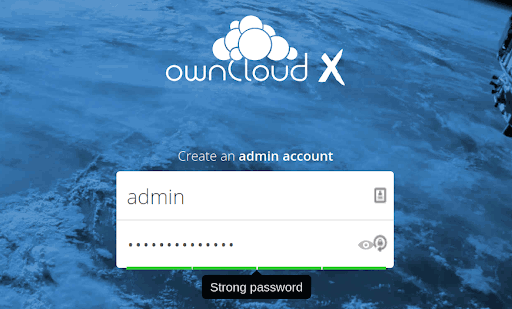 ownCloud X
Create an admin account
admin
••••••••••••••
Strong password